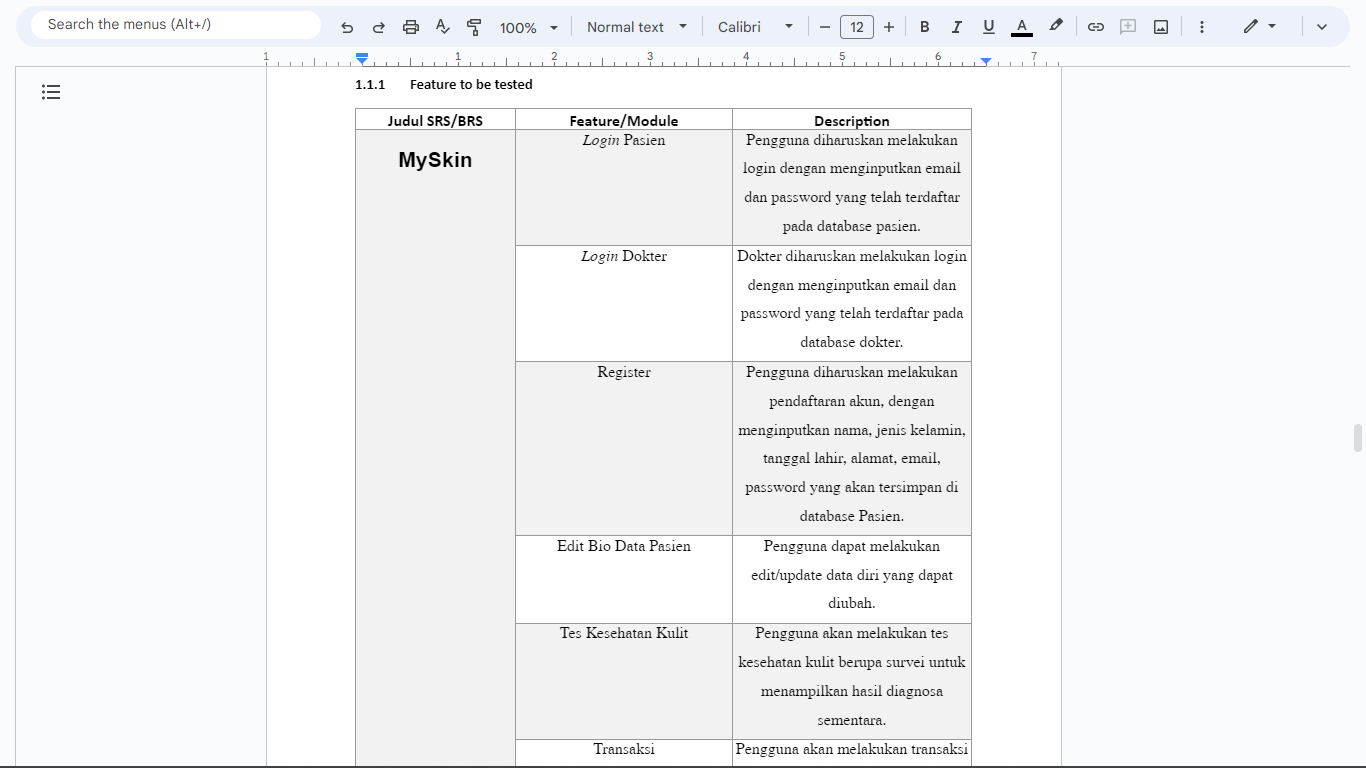 Search the menus (Alt+/)
100%
Normal text
Calibri
12
B I U A
1 1 2 3 4 5 6 7
1.1.1 Feature to be tested
Judul SRS/BRS Feature/Module Description
MySkin
Login Pasien
Pengguna diharuskan melakukan
login dengan menginputkan email
dan password yang telah terdaftar
pada database pasien.
Login Dokter
Dokter diharuskan melakukan login
dengan menginputkan email dan
password yang telah terdaftar pada
database dokter.
Register
Pengguna diharuskan melakukan
pendaftaran akun, dengan
menginputkan nama, jenis kelamin,
tanggal lahir, alamat, email,
password yang akan tersimpan di
database Pasien.
Edit Bio Data Pasien
Pengguna dapat melakukan
edit/update data diri yang dapat
diubah.
Tes Kesehatan Kulit
Pengguna akan melakukan tes
kesehatan kulit berupa survei untuk
menampilkan hasil diagnosa
sementara.
Transaksi
Pengguna akan melakukan transaksi